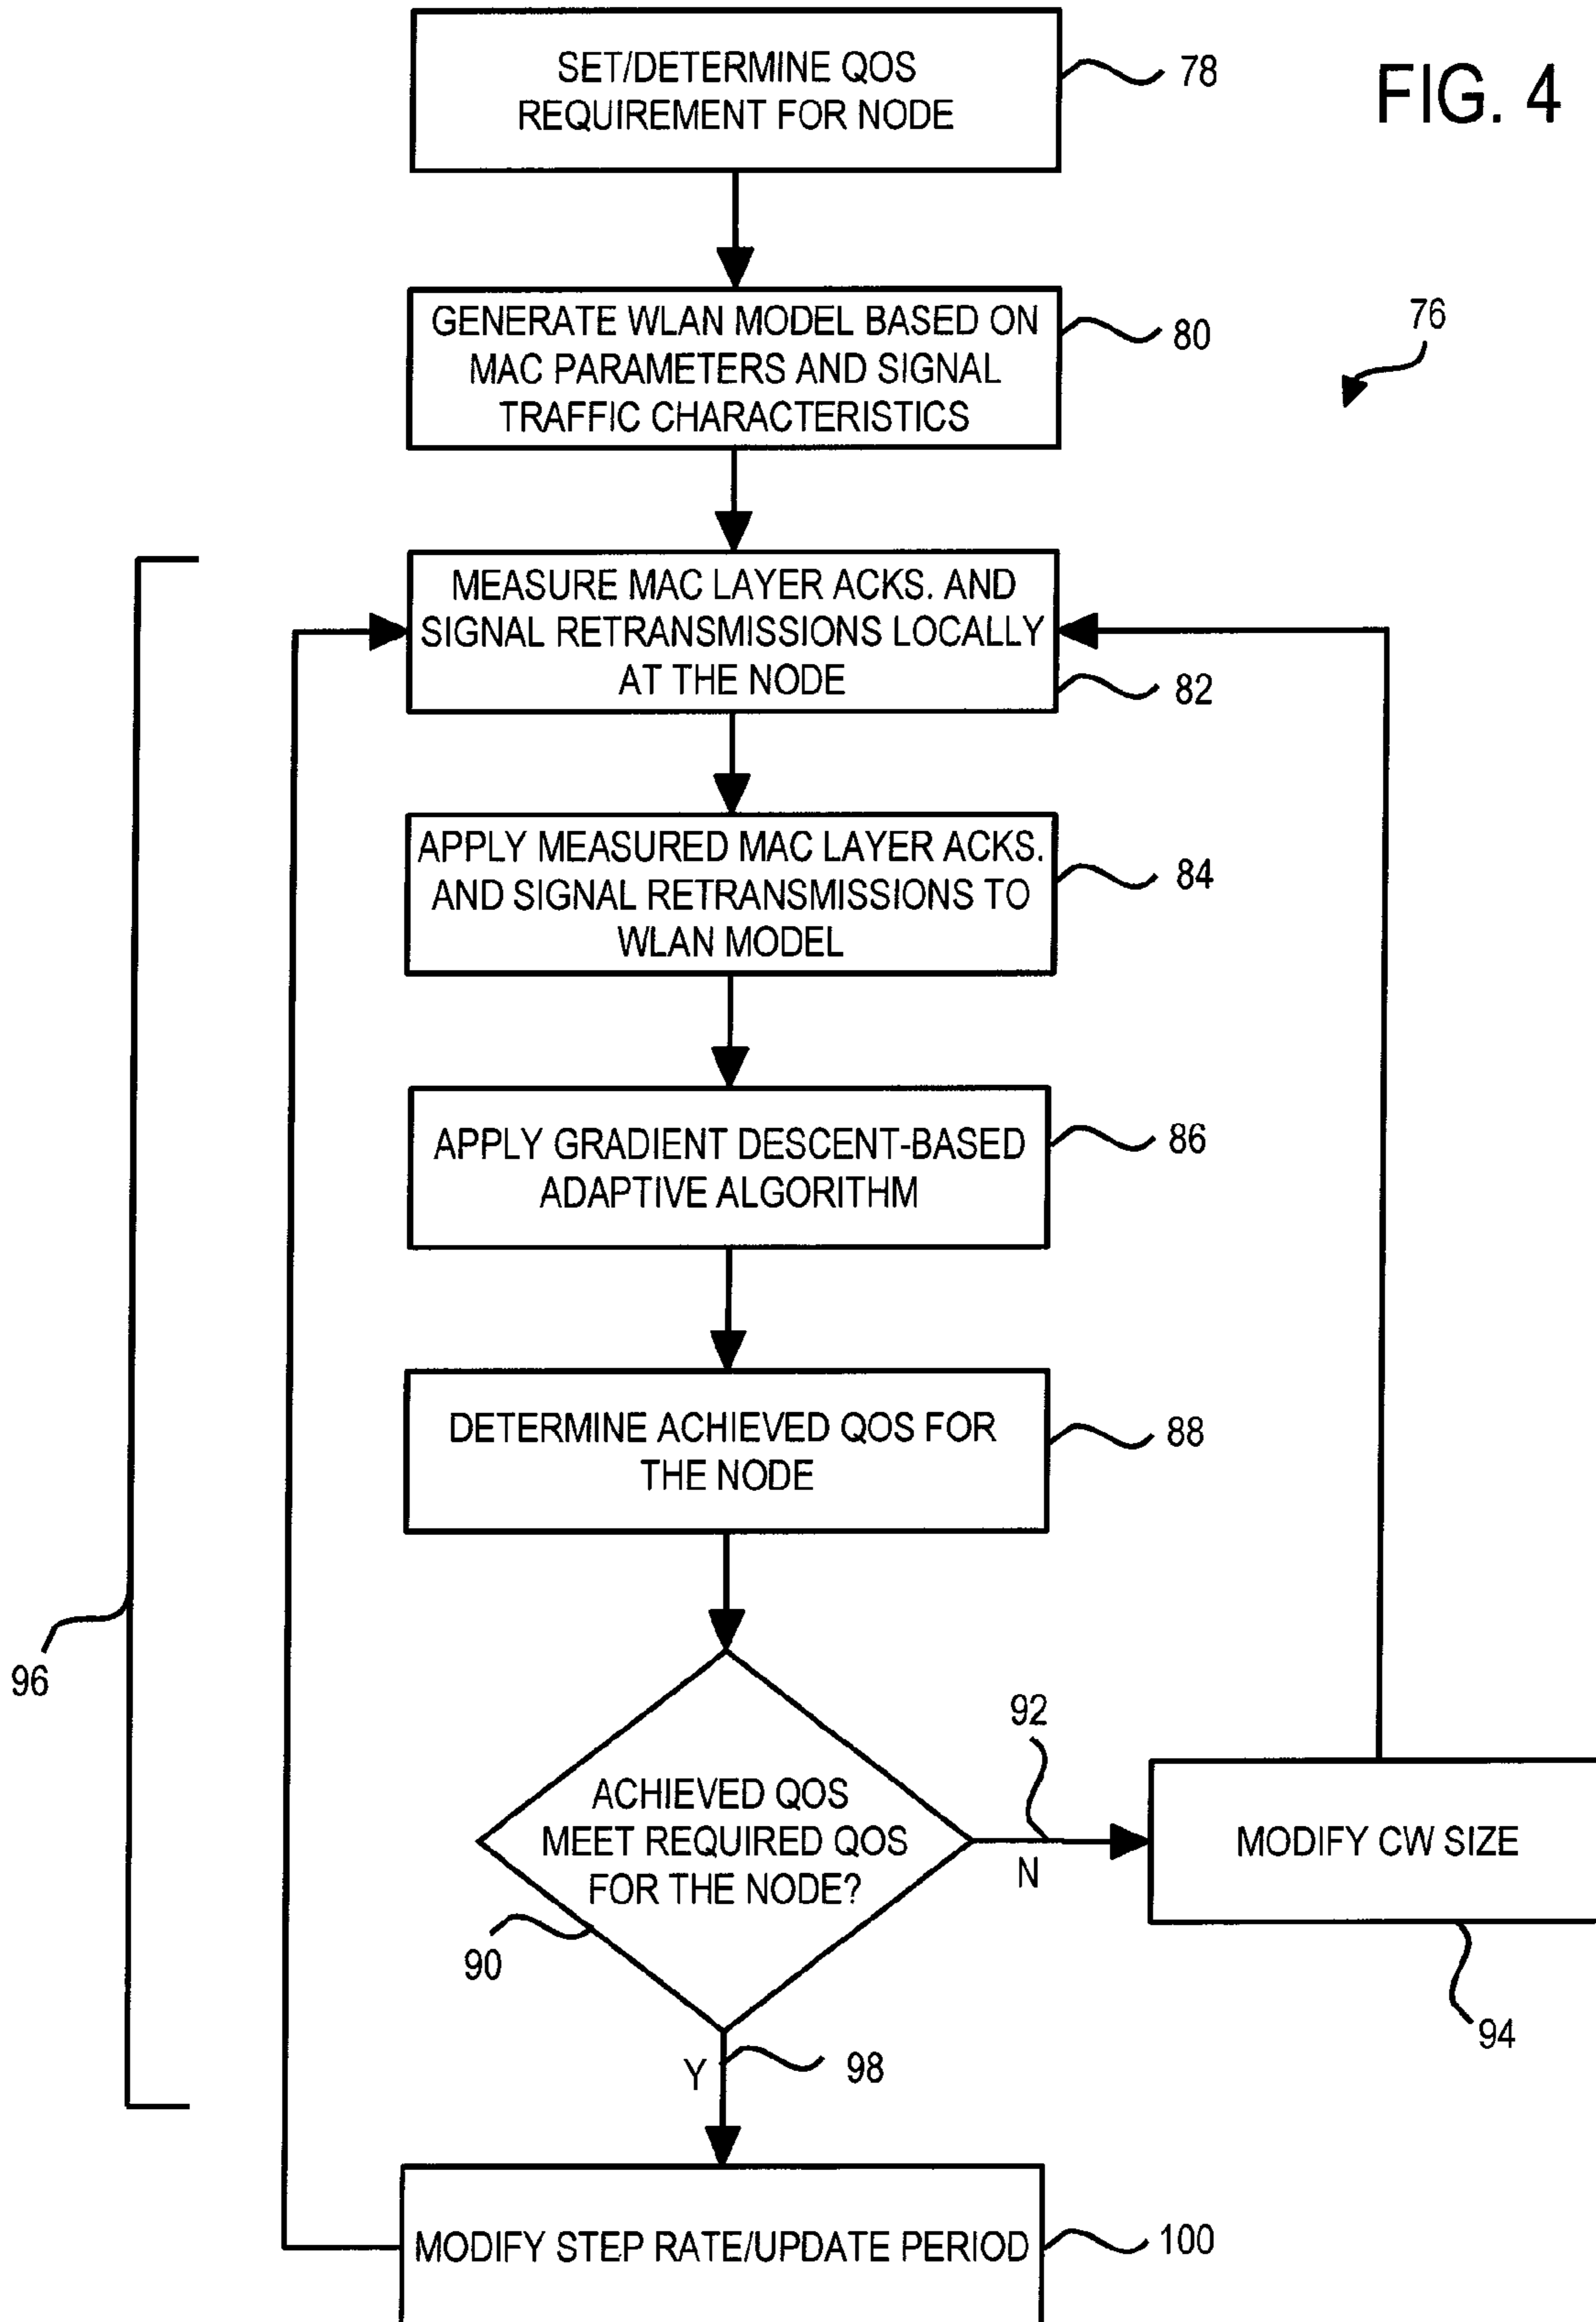 SET/DETERMINE QOS
REQUIREMENT FOR NODE
78
FIG. 4
GENERATE WLAN MODEL BASED ON
MAC PARAMETERS AND SIGNAL
TRAFFIC CHARACTERISTICS
80
76
MEASURE MAC LAYER ACKS. AND
SIGNAL RETRANSMISSIONS LOCALLY
AT THE NODE
82
APPLY MEASURED MAC LAYER ACKS.
AND SIGNAL RETRANSMISSIONS TO
WLAN MODEL
84
APPLY GRADIENT DESCENT-BASED
ADAPTIVE ALGORITHM
86
DETERMINE ACHIEVED QOS FOR
THE NODE
88
96
ACHIEVED QOS
MEET REQUIRED QOS
FOR THE NODE?
90
92
N
MODIFY CW SIZE
94
Y
98
MODIFY STEP RATE/UPDATE PERIOD
100